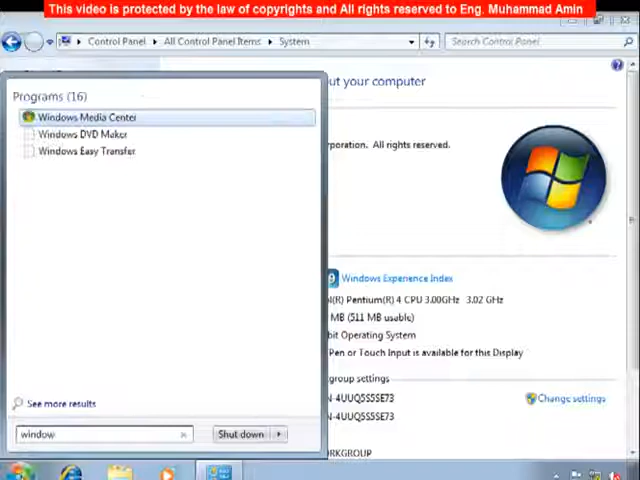 This video is protected by the law of copyrights and All rights reserved to Eng. Muhammad Amin
Control Panel
All Control Panel Items
System
Search Control Panel
Programs (16)
Windows Media Center
Windows DVD Maker
Windows Easy Transfer
See more results
window
Shut down
out your computer
rporation. All rights reserved.
Windows Experience Index
l(R) Pentium(R) 4 CPU 3.00GHz 3.02 GHz
MB (511 MB usable)
bit Operating System
Pen or Touch Input is available for this Display
group settings
N-4UUQS5SE73
Change settings
N-4UUQS5SE73
RKGROUP